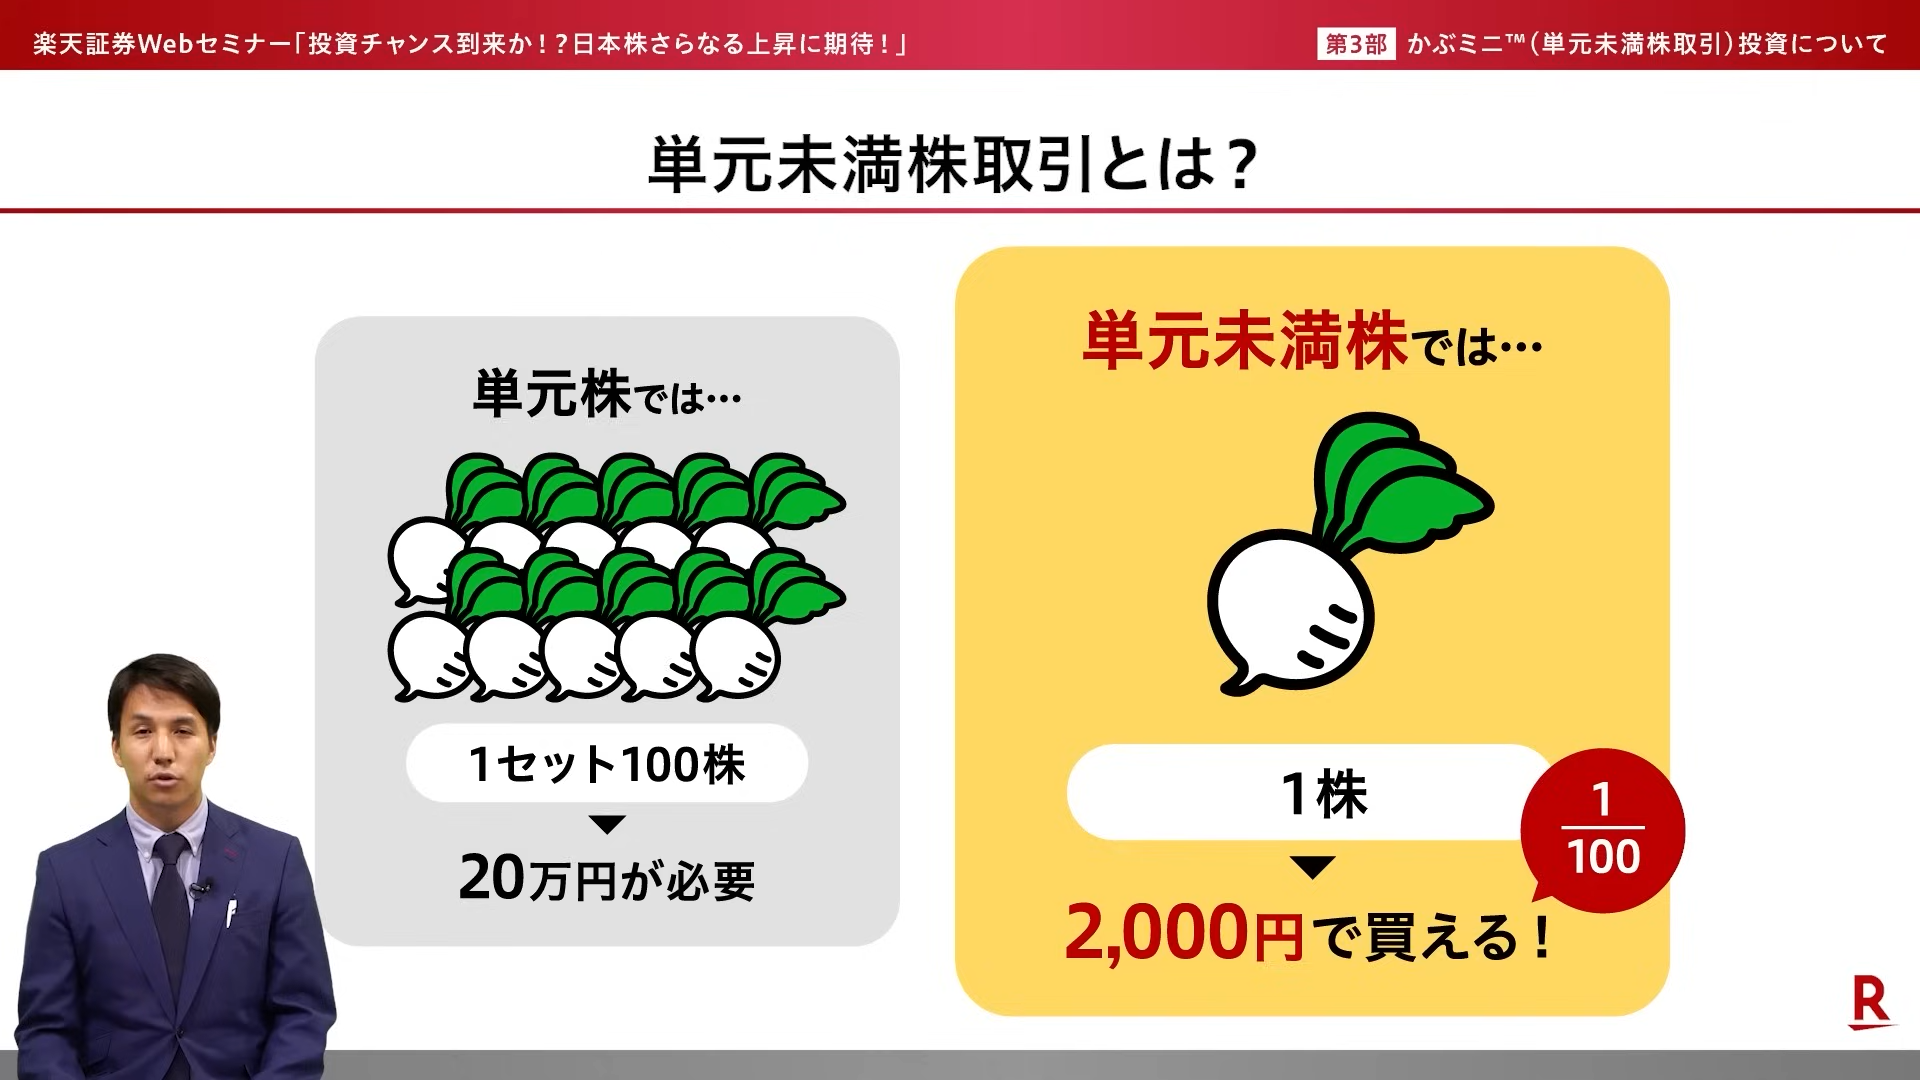 楽天証券Webセミナー「投資チャンス到来か！？日本株さらなる上昇に期待！」
第3部 かぶミニ™（単元未満株取引）投資について
単元未満株取引とは？
単元株では…
1セット100株
20万円が必要
単元未満株では…
1株
1
100
2,000円で買える！
R